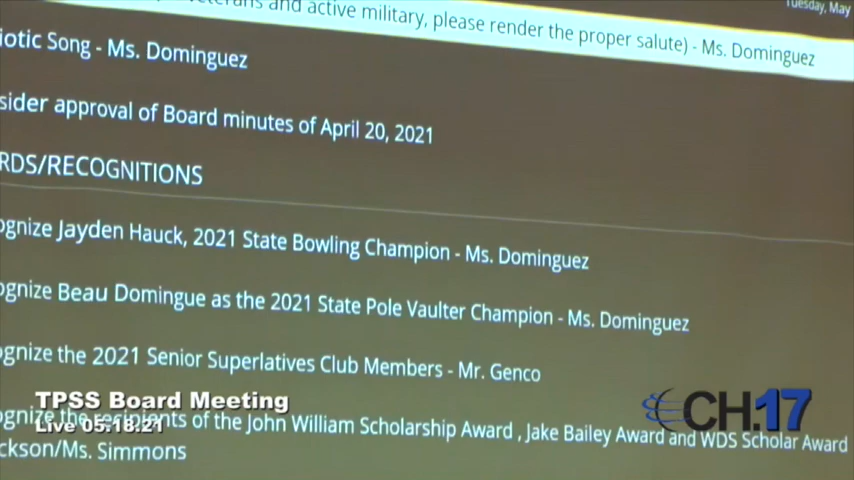 Tuesday, May
and active military, please render the proper salute) - Ms. Dominguez
iotic Song - Ms. Dominguez
sider approval of Board minutes of April 20, 2021
RDS/RECOGNITIONS
ognize Jayden Hauck, 2021 State Bowling Champion - Ms. Dominguez
ognize Beau Domingue as the 2021 State Pole Vaulter Champion - Ms. Dominguez
ognize the 2021 Senior Superlatives Club Members - Mr. Genco
ognize the recipients of the John William Scholarship Award , Jake Bailey Award and WDS Scholar Award
ckson/Ms. Simmons
TPSS Board Meeting
Live 05.18.21
CH.17